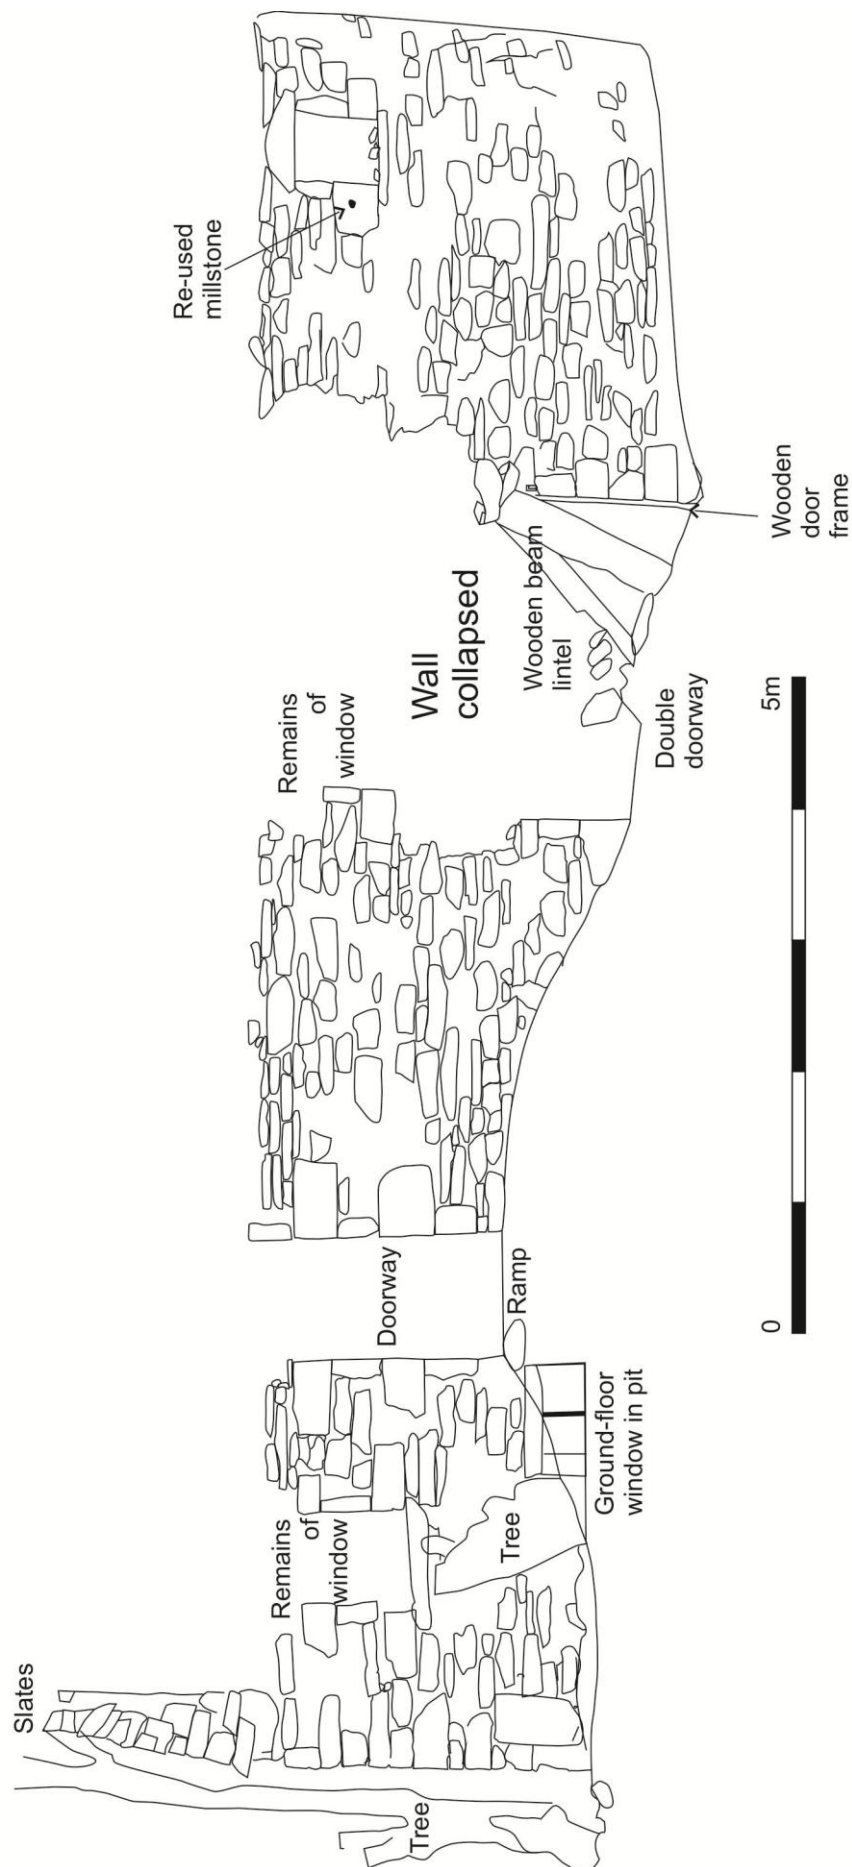 Slates
Tree
Remains
of
window
Tree
Ground-floor
window in pit
Doorway
Ramp
0
5m
Remains
of
window
Wall
collapsed
Double
doorway
Wooden beam
lintel
Wooden
door
frame
Re-used
millstone